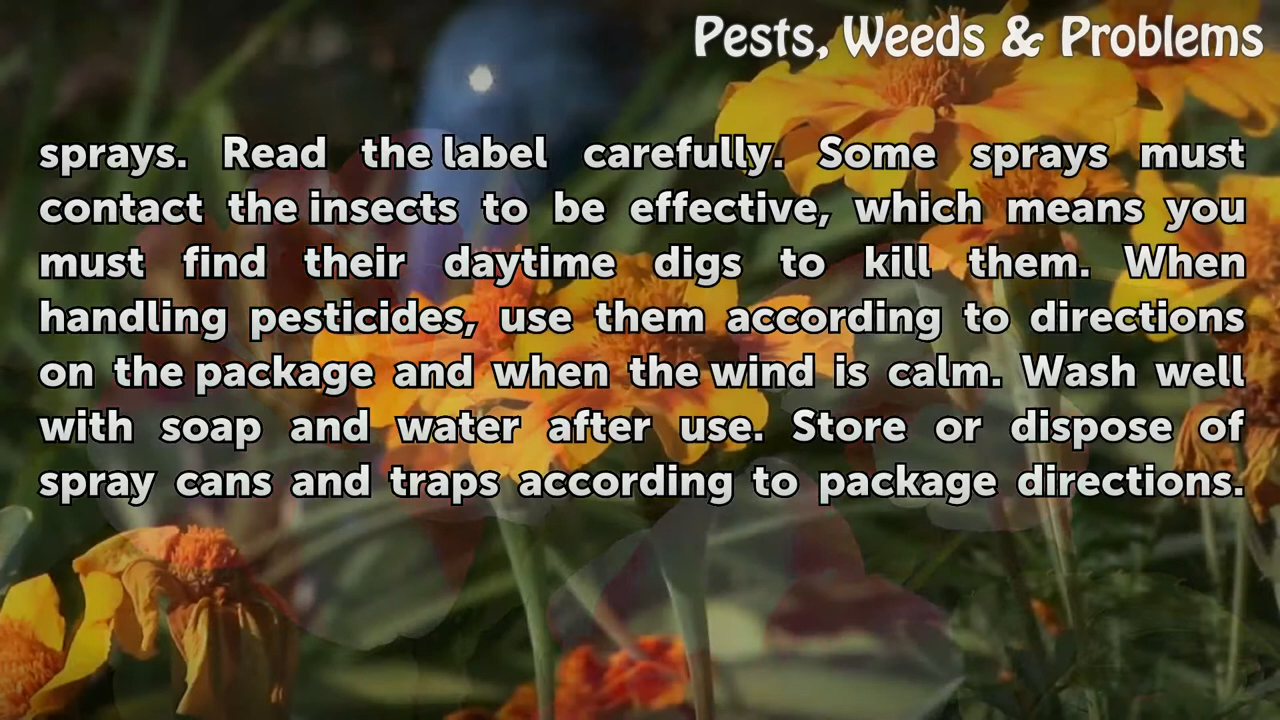 Pests, Weeds & Problems
sprays. Read the label carefully. Some sprays must
contact the insects to be effective, which means you
must find their daytime digs to kill them. When
handling pesticides, use them according to directions
on the package and when the wind is calm. Wash well
with soap and water after use. Store or dispose of
spray cans and traps according to package directions.